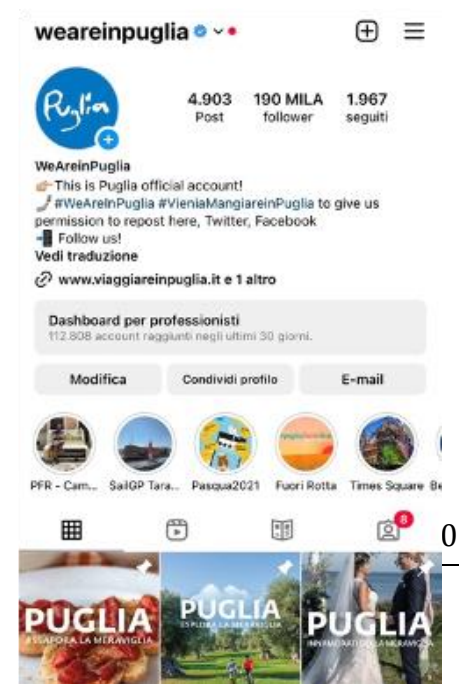 weareinpuglia
Puglia
4.903 190 MILA 1.967
Post follower seguiti
WeAreinPuglia
This is Puglia official account!
#WeAreInPuglia #VieniaMangiareinPuglia to give us
permission to repost here, Twitter, Facebook
Follow us!
Vedi traduzione
www.viaggiareinpuglia.it e 1 altro
Dashboard per professionisti
112.808 account raggiunti negli ultimi 30 giorni.
Modifica Condividi profilo E-mail
PFR - Cam... SailGP Tara... Pasqua2021 Fuori Rotta Times Square Be
8
0
PUGLIA PUGLIA PUGLIA
ASSAPORA LA MERAVIGLIA ESPLORA LA MERAVIGLIA INNAMORATI DELLA MERAVIGLIA